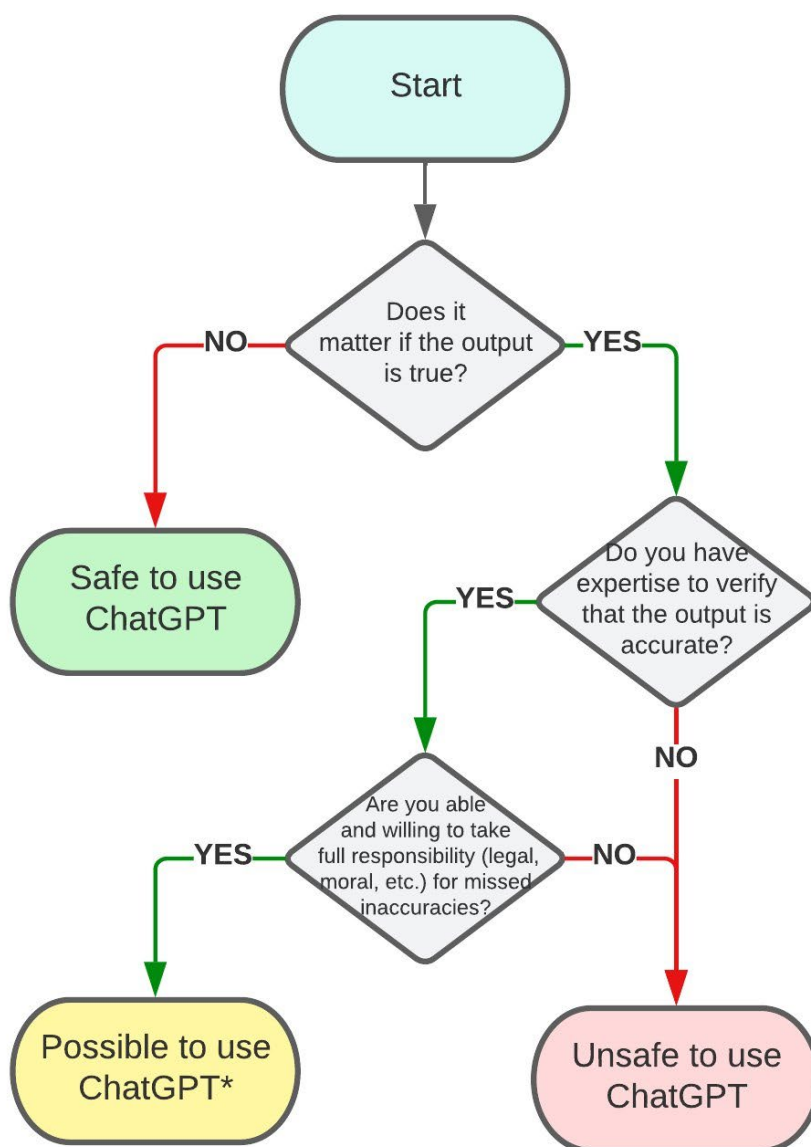 Start
Does it
matter if the output
is true?
NO
YES
Safe to use
ChatGPT
Do you have
expertise to verify
that the output is
accurate?
YES
NO
Are you able
and willing to take
full responsibility (legal,
moral, etc.) for missed
inaccuracies?
YES
NO
Possible to use
ChatGPT*
Unsafe to use
ChatGPT